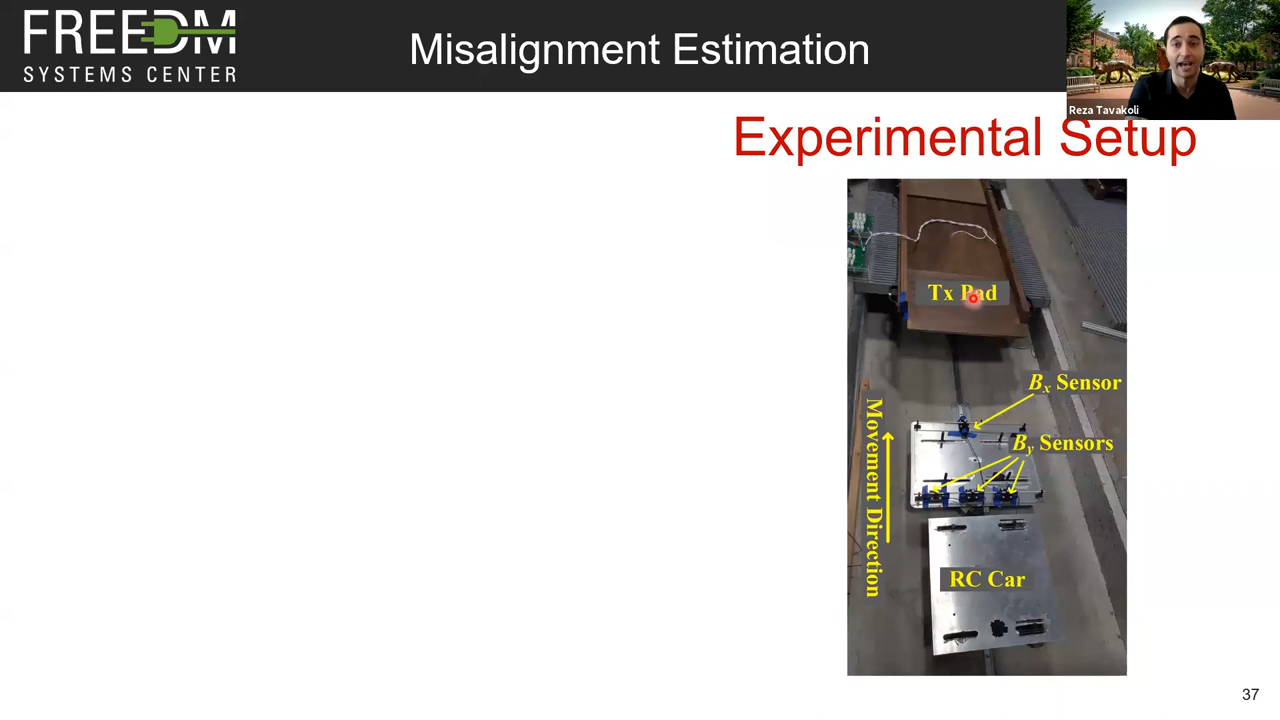 FREEDM
SYSTEMS CENTER
Misalignment Estimation
Reza Tavakoli
Experimental Setup
Tx Pad
Bx Sensor
By Sensors
Movement Direction
RC Car
37